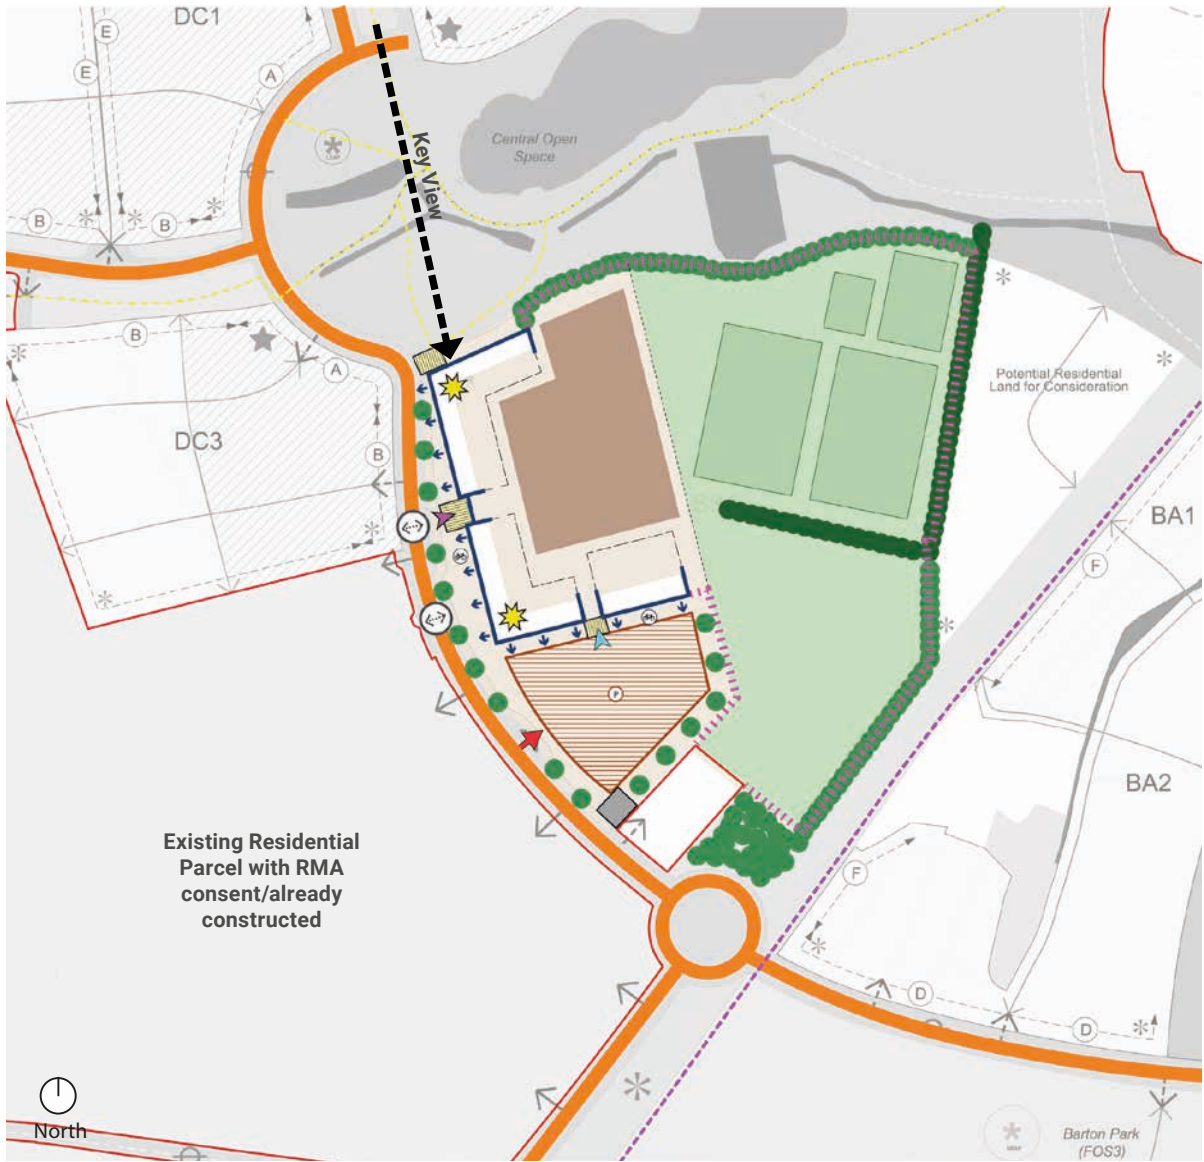 DC1
E
E
A
Key View
Central Open
Space
B
B
B
A
DC3
B
Potential Residential
Land for Consideration
BA1
F
P
BA2
Existing Residential
Parcel with RMA
consent/already
constructed
F
D
D
North
Barton Park
(FOS3)